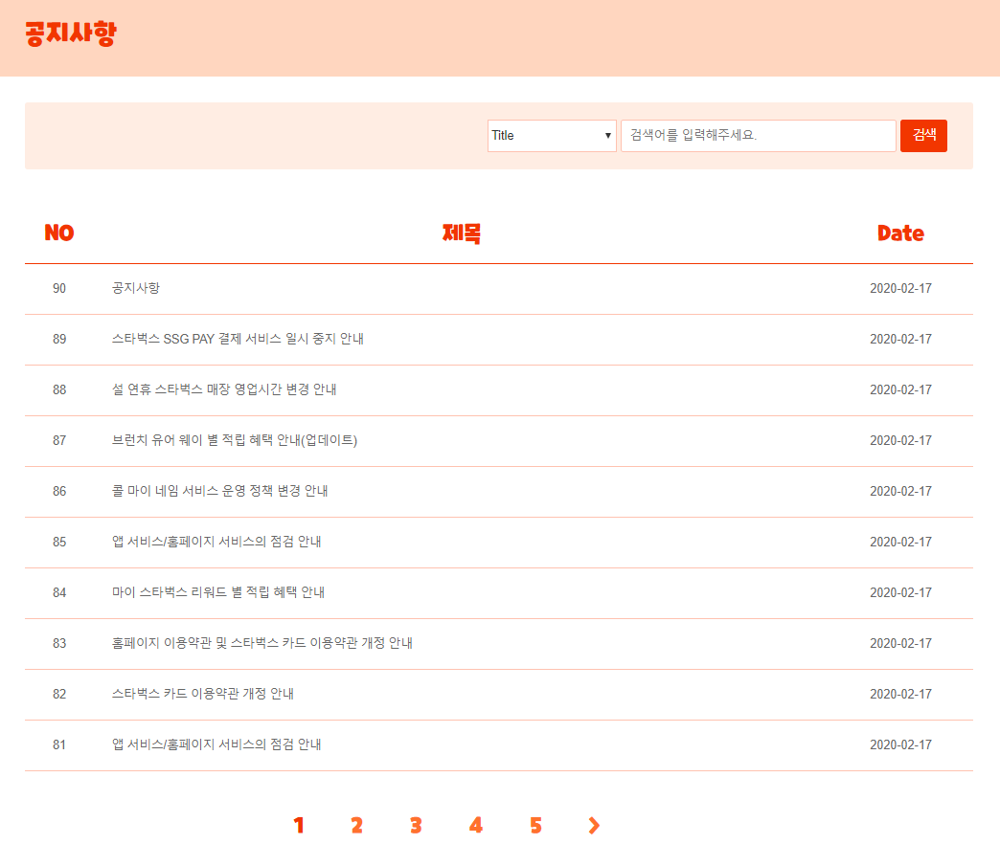 공지사항
Title 검색어를 입력해주세요. 검색
NO 제목 Date
90 공지사항 2020-02-17
89 스타벅스 SSG PAY 결제 서비스 일시 중지 안내 2020-02-17
88 설 연휴 스타벅스 매장 영업시간 변경 안내 2020-02-17
87 브런치 유어 웨이 별 적립 혜택 안내(업데이트) 2020-02-17
86 콜 마이 네임 서비스 운영 정책 변경 안내 2020-02-17
85 앱 서비스/홈페이지 서비스의 점검 안내 2020-02-17
84 마이 스타벅스 리워드 별 적립 혜택 안내 2020-02-17
83 홈페이지 이용약관 및 스타벅스 카드 이용약관 개정 안내 2020-02-17
82 스타벅스 카드 이용약관 개정 안내 2020-02-17
81 앱 서비스/홈페이지 서비스의 점검 안내 2020-02-17
1 2 3 4 5